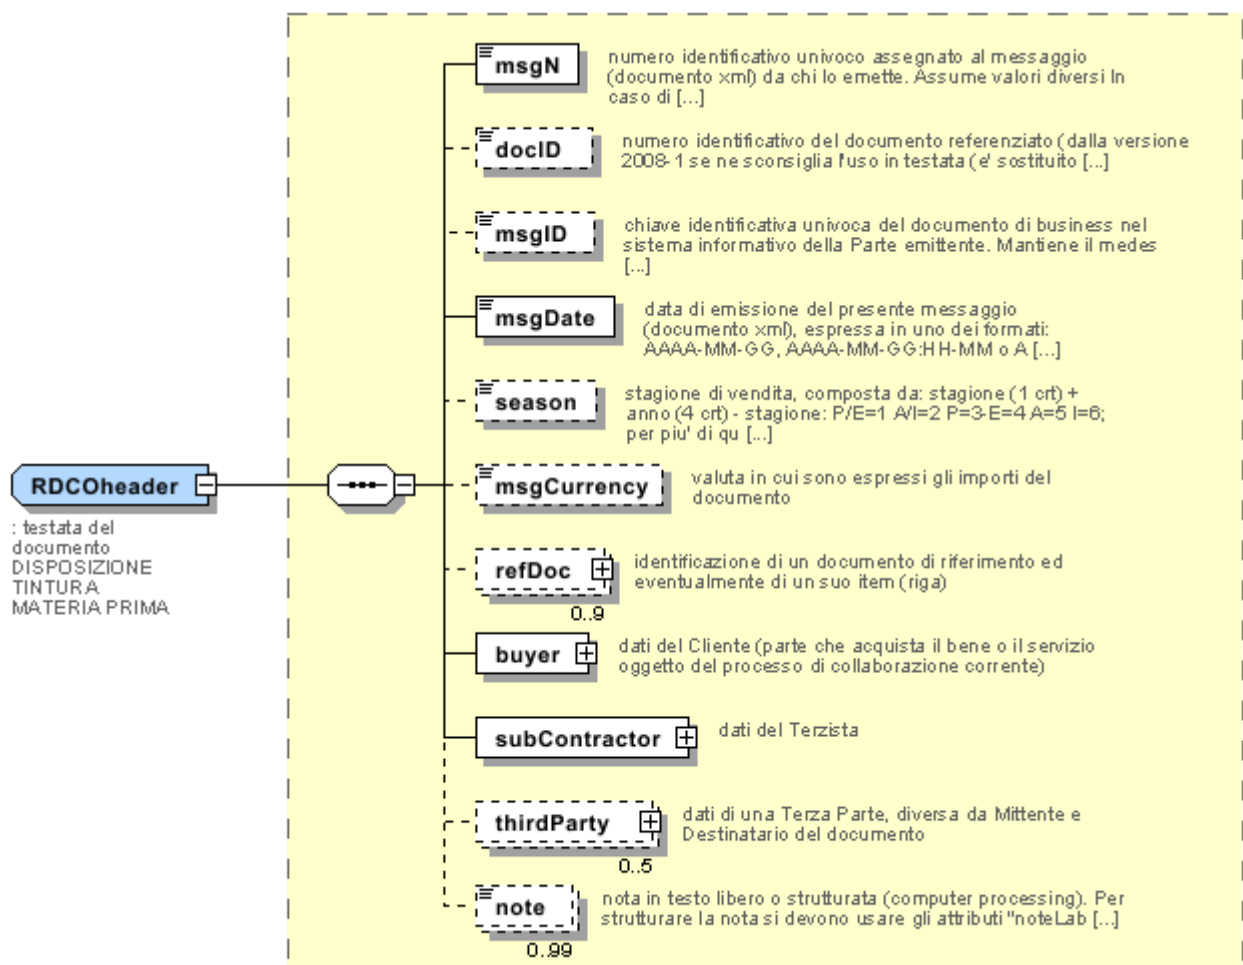 msgN
numero identificativo univoco assegnato al messaggio
(documento xml) da chi lo emette. Assume valori diversi In
caso di [...]
docID
numero identificativo del documento referenziato (dalla versione
2008-1 se ne sconsiglia l'uso in testata (e' sostituito [...]
msgID
chiave identificativa univoca del documento di business nel
sistema informativo della Parte emittente. Mantiene il medes
[...]
msgDate
data di emissione del presente messaggio
(documento xml), espressa in uno dei formati:
AAAA-MM-GG, AAAA-MM-GG:HH-MM o A [...]
season
stagione di vendita, composta da: stagione (1 crt) +
anno (4 crt) - stagione: P/E=1 A/I=2 P=3-E=4 A=5 I=6;
per piu' di qu [...]
RDCOheader
: testata del
documento
DISPOSIZIONE
TINTURA
MATERIA PRIMA
msgCurrency
valuta in cui sono espressi gli importi del
documento
refDoc
identificazione di un documento di riferimento ed
eventualmente di un suo item (riga)
0..9
buyer
dati del Cliente (parte che acquista il bene o il servizio
oggetto del processo di collaborazione corrente)
subContractor
dati del Terzista
thirdParty
dati di una Terza Parte, diversa da Mittente e
Destinatario del documento
0..5
note
nota in testo libero o strutturata (computer processing). Per
strutturare la nota si devono usare gli attributi "noteLab [...]
0..99